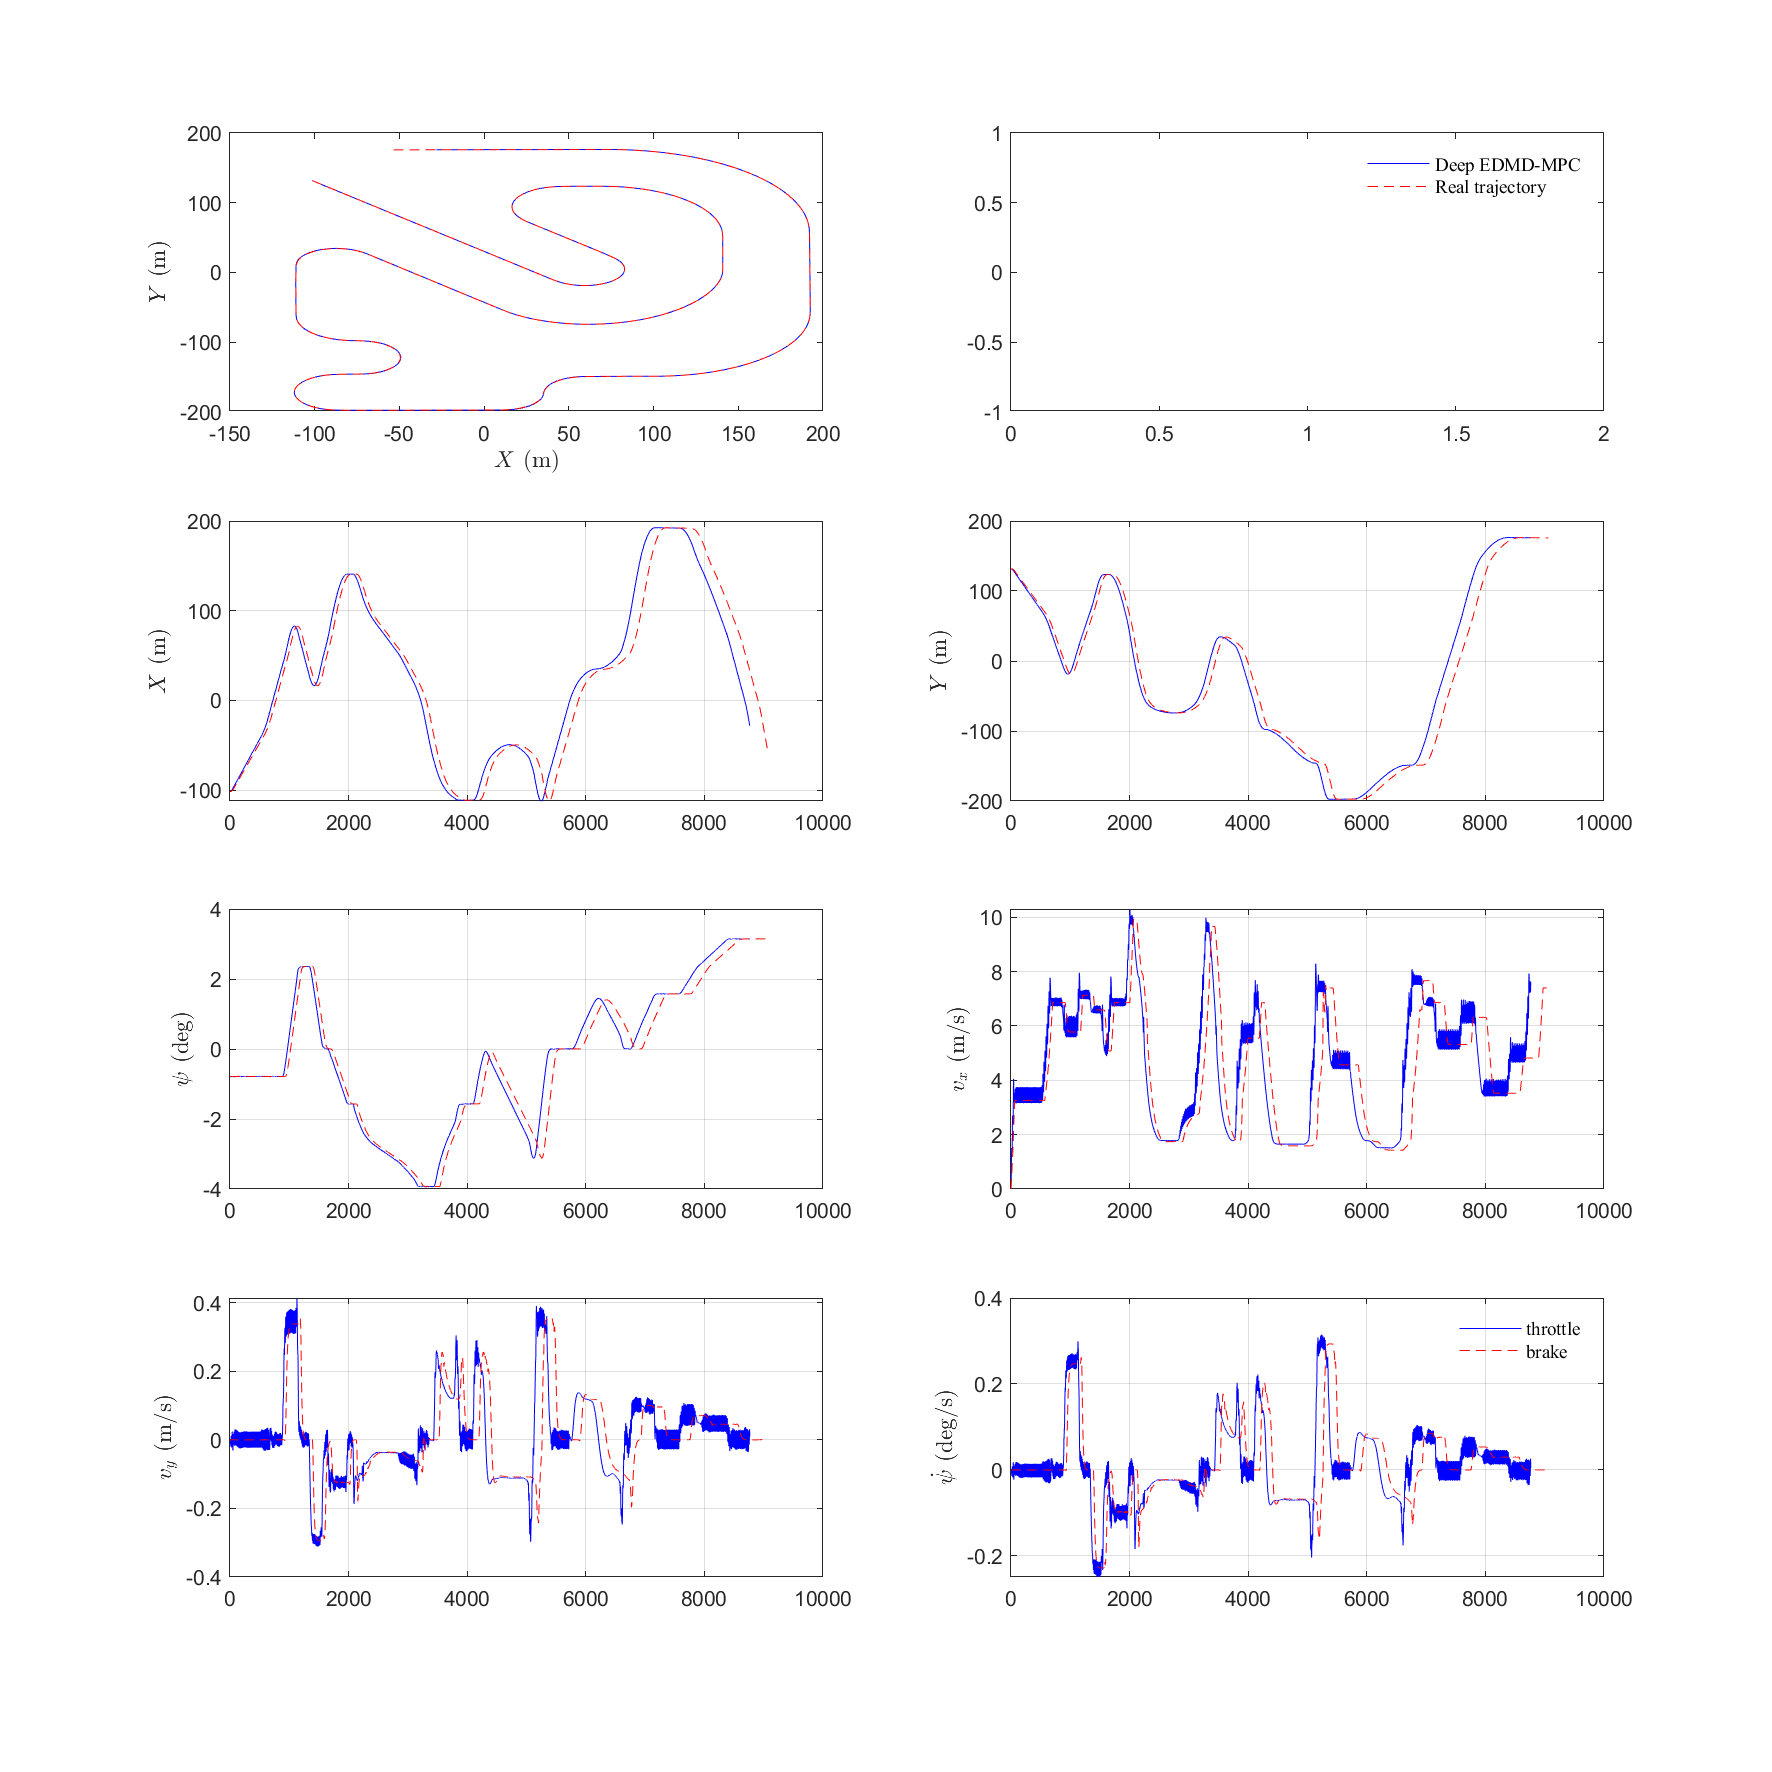 200
100
0
-100
-200
Y (m)
-150 -100 -50 0 50 100 150 200
X (m)
1
0.5
0
-0.5
-1
0 0.5 1 1.5 2
Deep EDMD-MPC
Real trajectory
200
100
0
-100
X (m)
0 2000 4000 6000 8000 10000
200
100
0
-100
-200
Y (m)
0 2000 4000 6000 8000 10000
4
2
0
-2
-4
ψ (deg)
0 2000 4000 6000 8000 10000
10
8
6
4
2
0
v_x (m/s)
0 2000 4000 6000 8000 10000
0.4
0.2
0
-0.2
-0.4
v_y (m/s)
0 2000 4000 6000 8000 10000
0.4
0.2
0
-0.2
ψ̇ (deg/s)
0 2000 4000 6000 8000 10000
throttle
brake